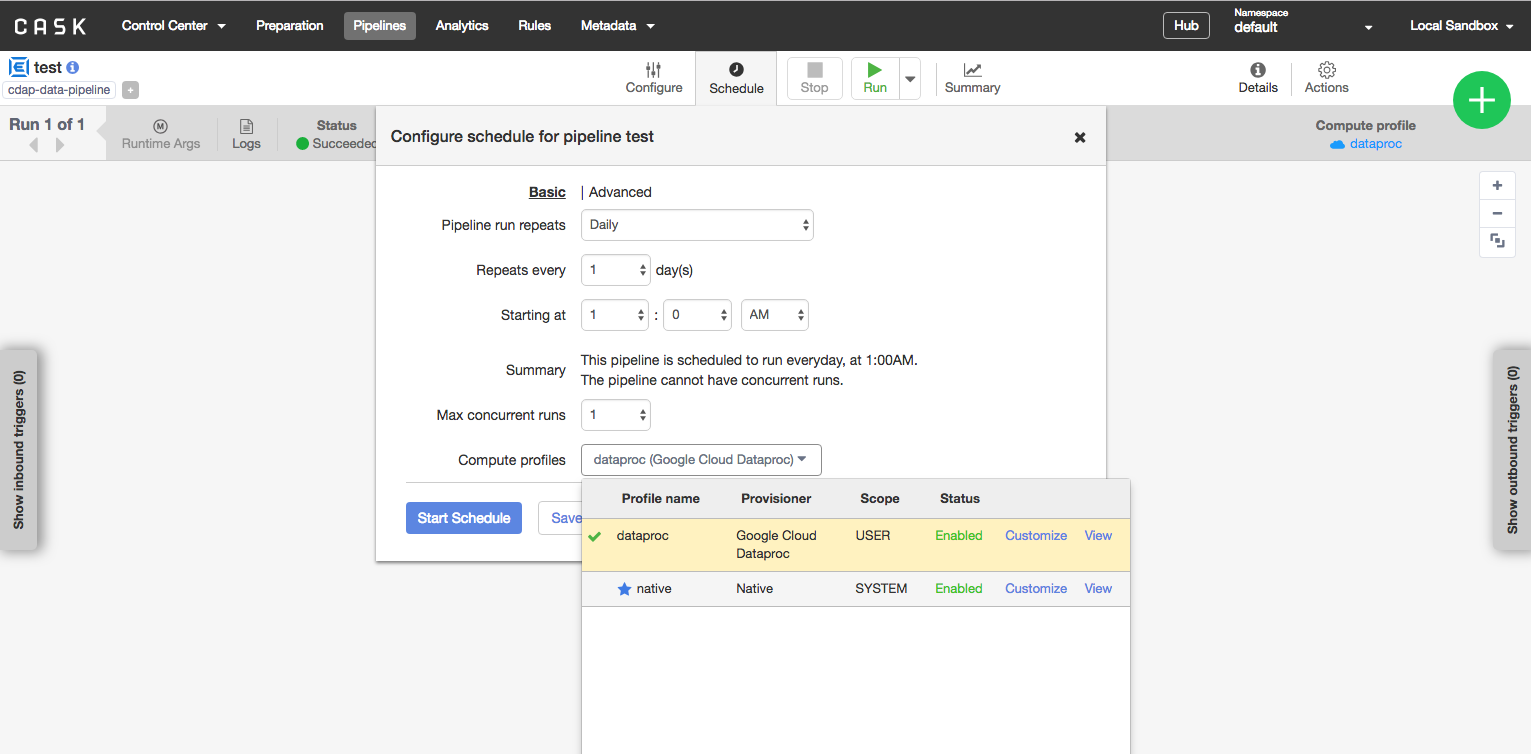 CASK Control Center Preparation Pipelines Analytics Rules Metadata Hub Namespace default Local Sandbox
test
cdap-data-pipeline +
Configure Schedule Stop Run Summary Details Actions
Run 1 of 1
Runtime Args Logs Status Succeeded
Compute profile
dataproc
Configure schedule for pipeline test
Basic | Advanced
Pipeline run repeats Daily
Repeats every 1 day(s)
Starting at 1 : 0 AM
Summary This pipeline is scheduled to run everyday, at 1:00AM.
The pipeline cannot have concurrent runs.
Max concurrent runs 1
Compute profiles dataproc (Google Cloud Dataproc)
Start Schedule Save
Profile name Provisioner Scope Status
dataproc Google Cloud Dataproc USER Enabled Customize View
native Native SYSTEM Enabled Customize View
Show inbound triggers (0)
Show outbound triggers (0)